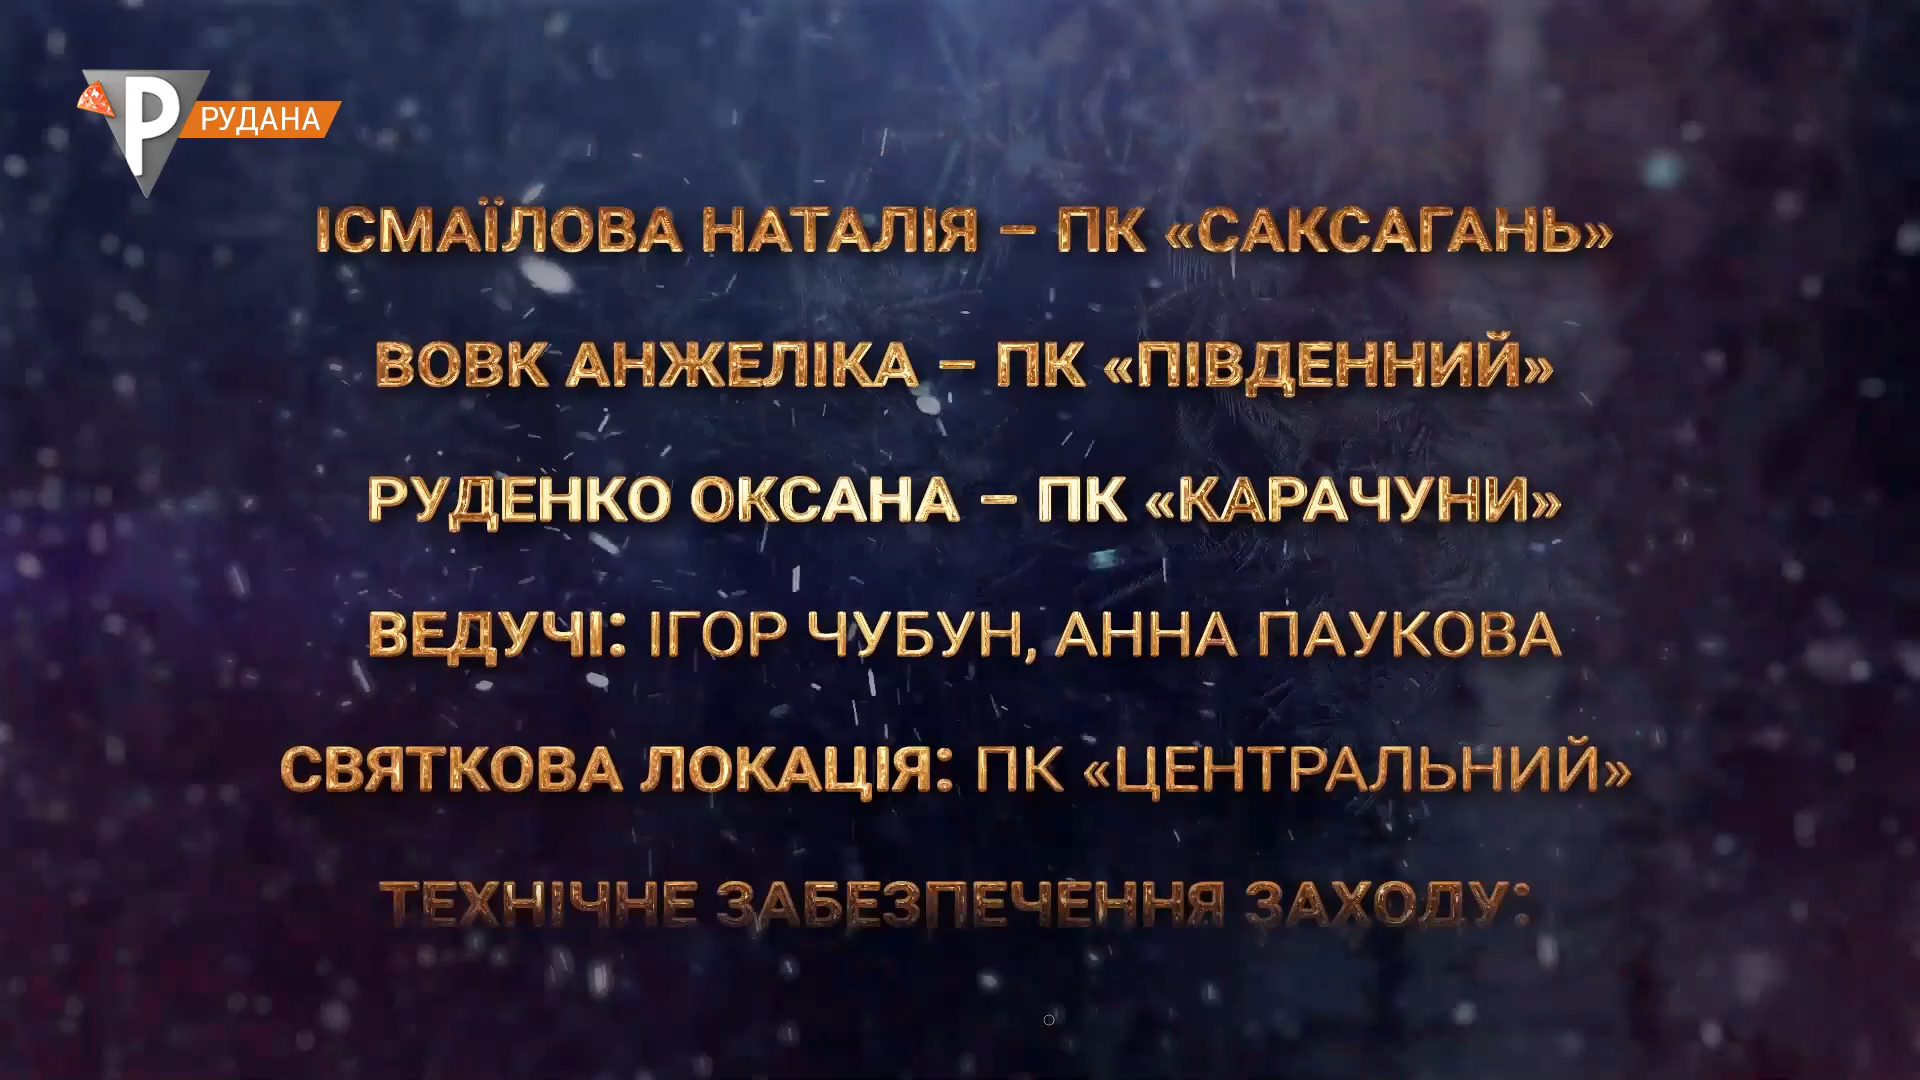 Р РУДАНА
ІСМАЇЛОВА НАТАЛІЯ – ПК «САКСАГАНЬ»
ВОВК АНЖЕЛІКА – ПК «ПІВДЕННИЙ»
РУДЕНКО ОКСАНА – ПК «КАРАЧУНИ»
ВЕДУЧІ: ІГОР ЧУБУН, АННА ПАУКОВА
СВЯТКОВА ЛОКАЦІЯ: ПК «ЦЕНТРАЛЬНИЙ»
ТЕХНІЧНЕ ЗАБЕЗПЕЧЕННЯ ЗАХОДУ: